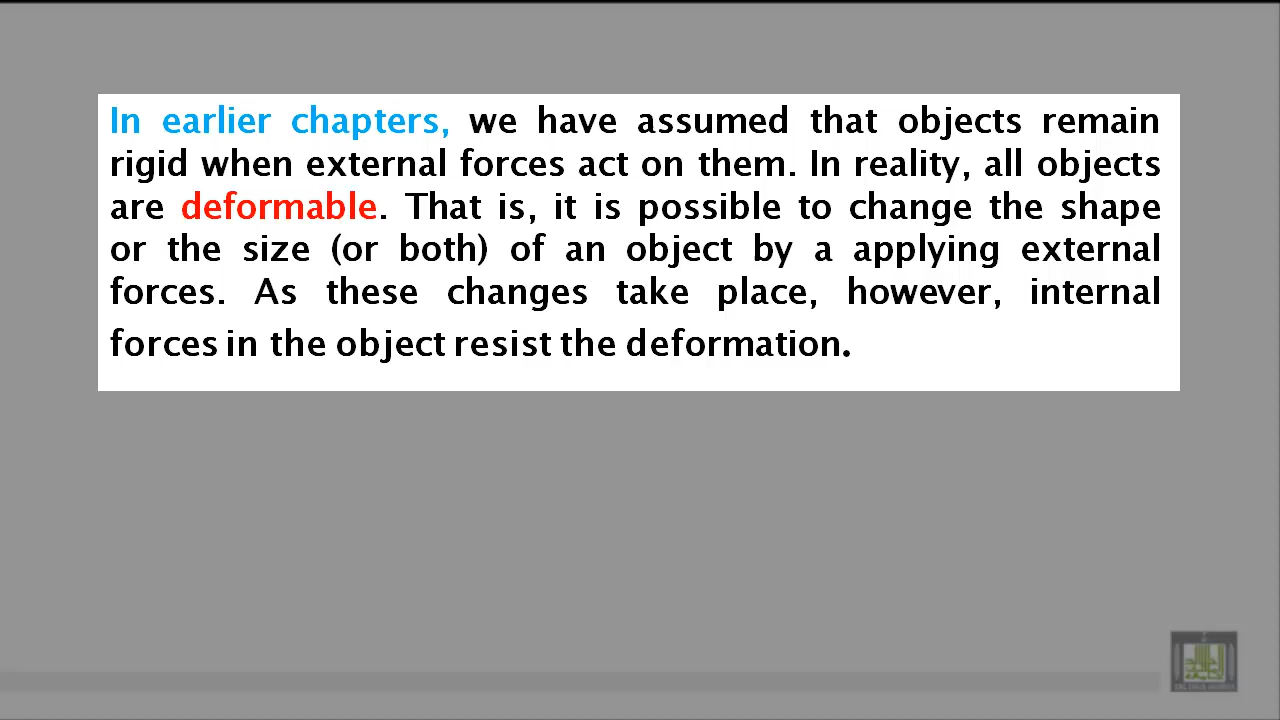 In earlier chapters, we have assumed that objects remain
rigid when external forces act on them. In reality, all objects
are deformable. That is, it is possible to change the shape
or the size (or both) of an object by a applying external
forces. As these changes take place, however, internal
forces in the object resist the deformation.